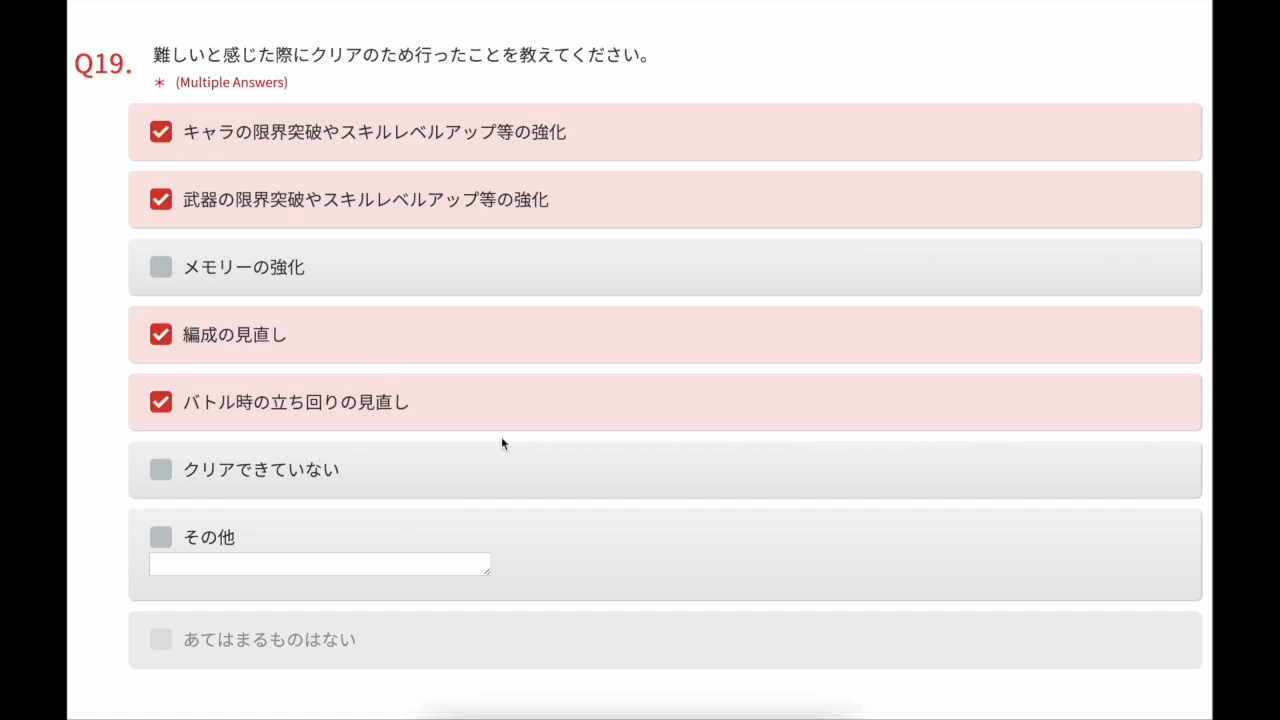 Q19. 難しいと感じた際にクリアのため行ったことを教えてください。
＊ (Multiple Answers)
キャラの限界突破やスキルレベルアップ等の強化
武器の限界突破やスキルレベルアップ等の強化
メモリーの強化
編成の見直し
バトル時の立ち回りの見直し
クリアできていない
その他
あてはまるものはない